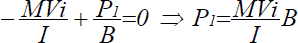 −MVi/I + P₁/B =0 ⇒ P₁= MVi/I B